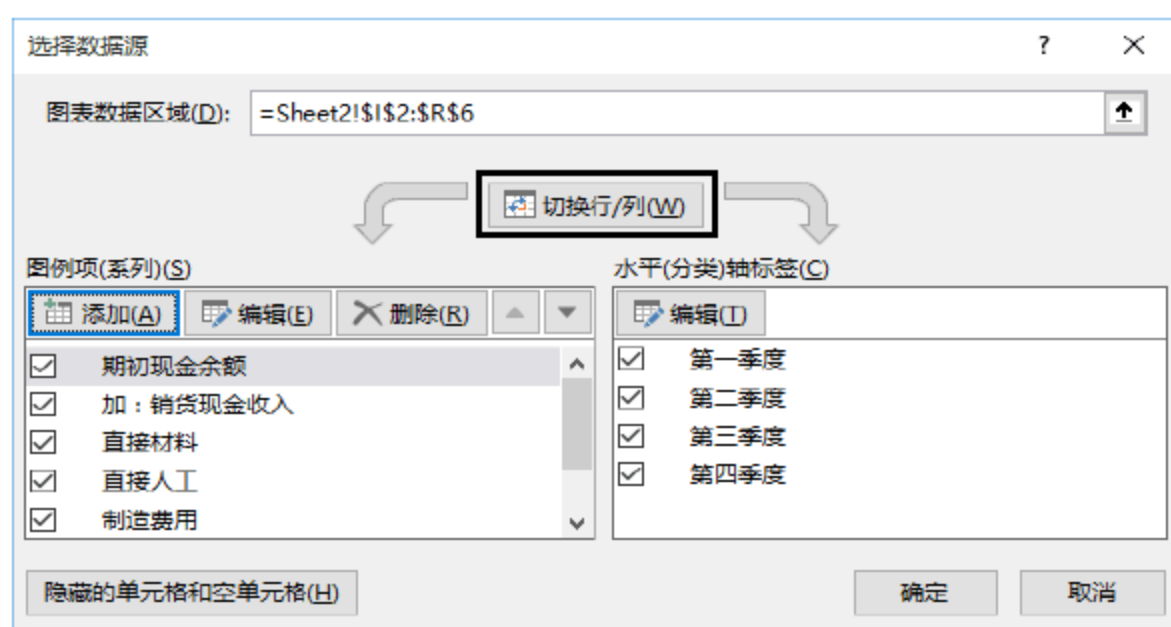 选择数据源 ?
图表数据区域(D): =Sheet2!$I$2:$R$6
切换行/列(W)
图例项(系列)(S) 水平(分类)轴标签(C)
添加(A) 编辑(E) 删除(R) 编辑(T)
期初现金余额 第一季度
加：销货现金收入 第二季度
直接材料 第三季度
直接人工 第四季度
制造费用
隐藏的单元格和空单元格(H) 确定 取消